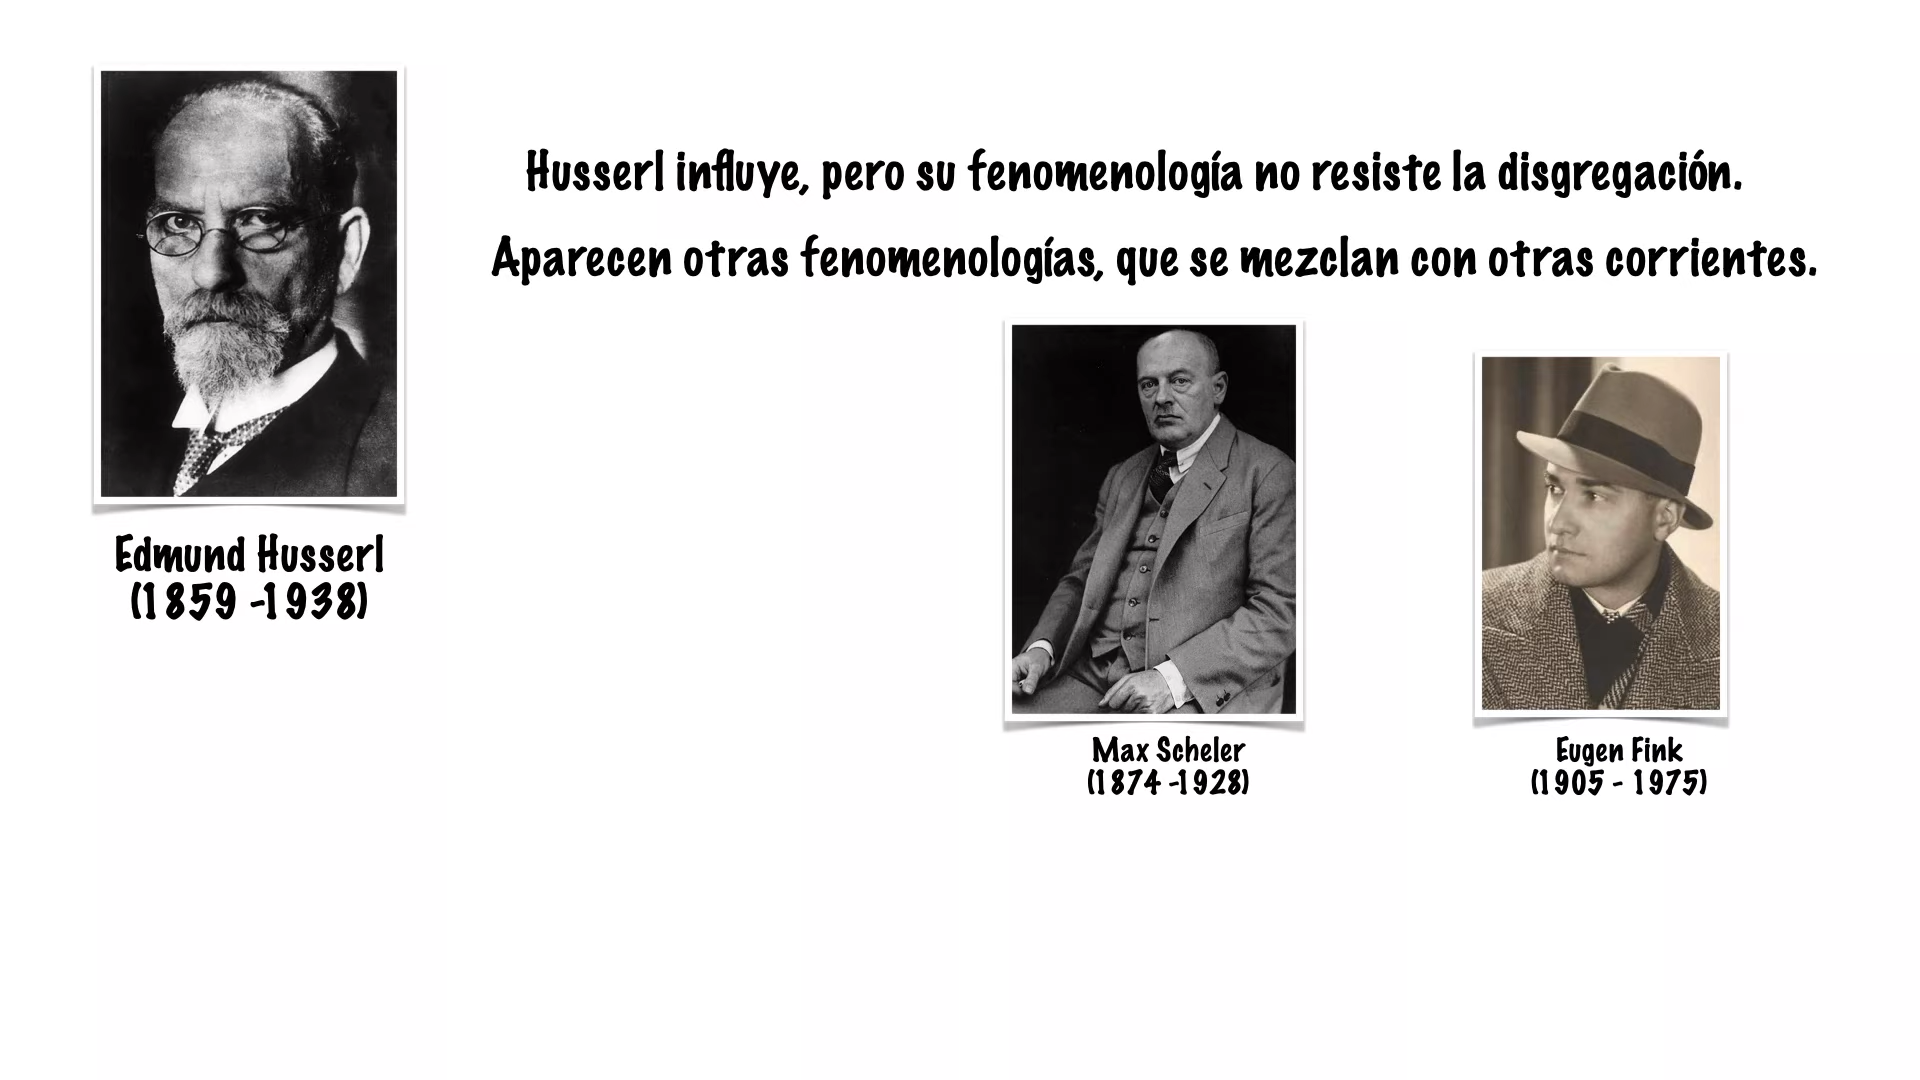 Husserl influye, pero su fenomenología no resiste la disgregación.
Aparecen otras fenomenologías, que se mezclan con otras corrientes.
Edmund Husserl
(1859 -1938)
Max Scheler
(1874 -1928)
Eugen Fink
(1905 - 1975)